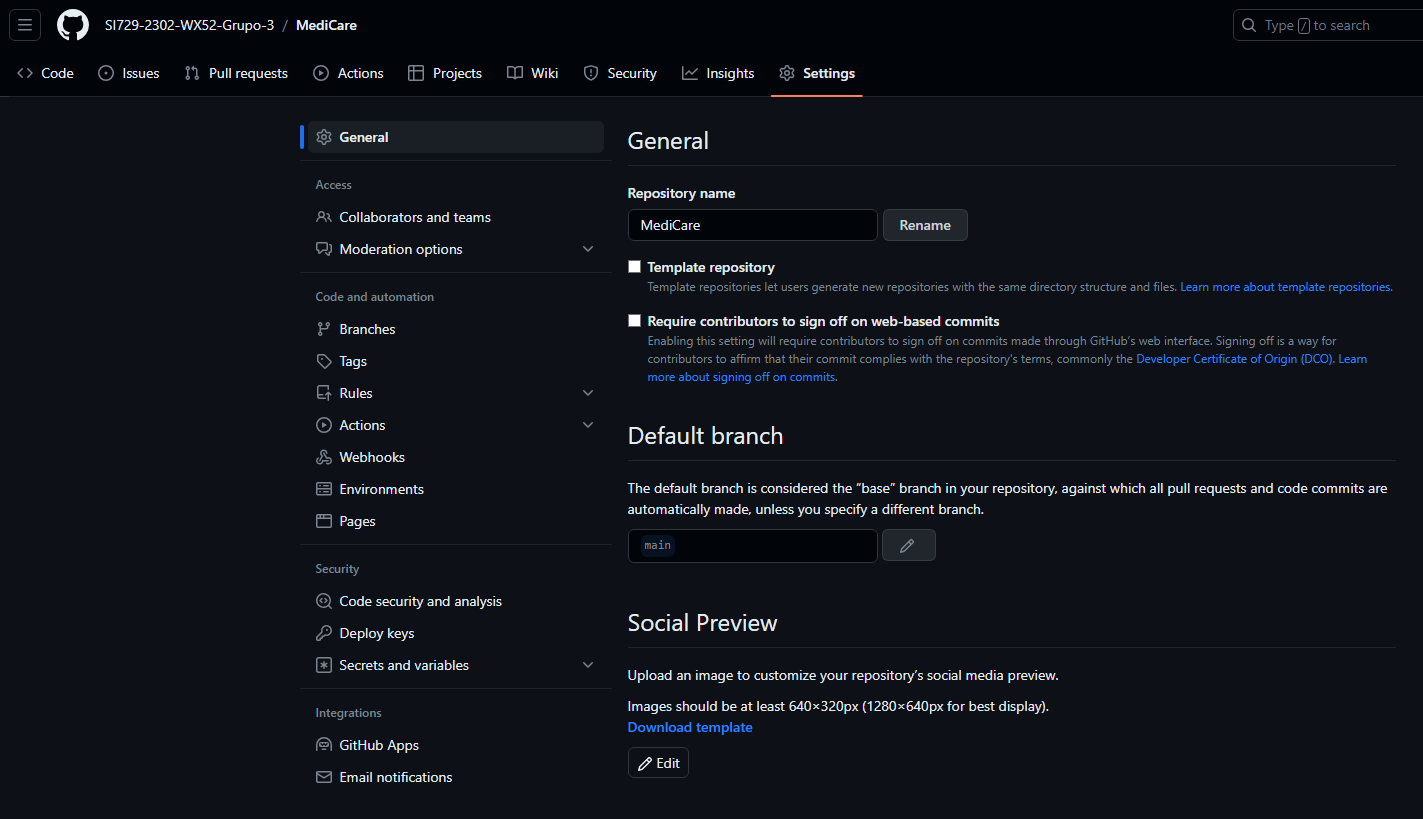 SI729-2302-WX52-Grupo-3 / MediCare
Type / to search
Code Issues Pull requests Actions Projects Wiki Security Insights Settings
General
Access
Collaborators and teams
Moderation options
Code and automation
Branches
Tags
Rules
Actions
Webhooks
Environments
Pages
Security
Code security and analysis
Deploy keys
Secrets and variables
Integrations
GitHub Apps
Email notifications
General
Repository name
MediCare Rename
Template repository
Template repositories let users generate new repositories with the same directory structure and files. Learn more about template repositories.
Require contributors to sign off on web-based commits
Enabling this setting will require contributors to sign off on commits made through GitHub's web interface. Signing off is a way for
contributors to affirm that their commit complies with the repository's terms, commonly the Developer Certificate of Origin (DCO). Learn
more about signing off on commits.
Default branch
The default branch is considered the “base” branch in your repository, against which all pull requests and code commits are
automatically made, unless you specify a different branch.
main
Social Preview
Upload an image to customize your repository's social media preview.
Images should be at least 640×320px (1280×640px for best display).
Download template
Edit